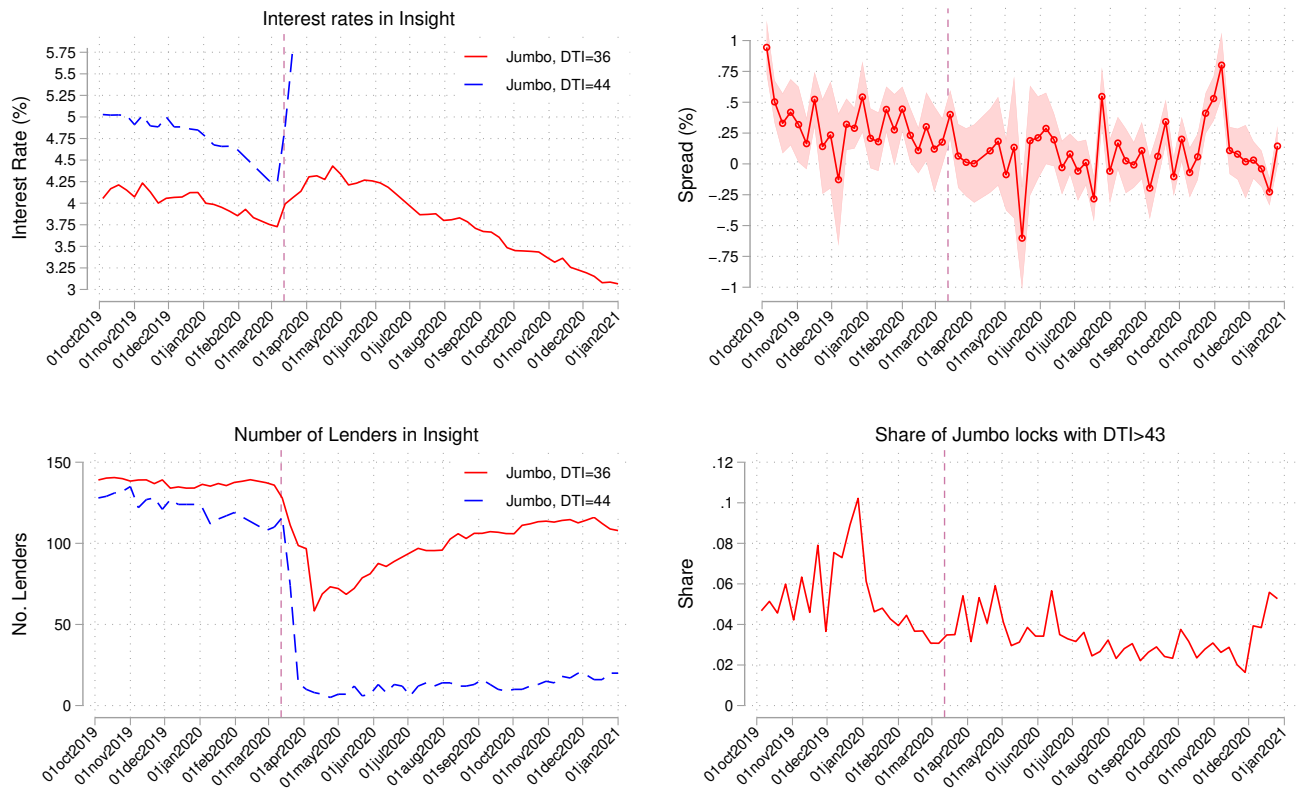 Interest rates in Insight
Interest Rate (%)
5.75
5.5
5.25
5
4.75
4.5
4.25
4
3.75
3.5
3.25
3
Jumbo, DTI=36
Jumbo, DTI=44
01oct2019
01nov2019
01dec2019
01jan2020
01feb2020
01mar2020
01apr2020
01may2020
01jun2020
01jul2020
01aug2020
01sep2020
01oct2020
01nov2020
01dec2020
01jan2021
Spread (%)
1
.75
.5
.25
0
−.25
−.5
−.75
−1
01oct2019
01nov2019
01dec2019
01jan2020
01feb2020
01mar2020
01apr2020
01may2020
01jun2020
01jul2020
01aug2020
01sep2020
01oct2020
01nov2020
01dec2020
01jan2021
Number of Lenders in Insight
No. Lenders
150
100
50
0
Jumbo, DTI=36
Jumbo, DTI=44
01oct2019
01nov2019
01dec2019
01jan2020
01feb2020
01mar2020
01apr2020
01may2020
01jun2020
01jul2020
01aug2020
01sep2020
01oct2020
01nov2020
01dec2020
01jan2021
Share of Jumbo locks with DTI>43
Share
.12
.1
.08
.06
.04
.02
0
01oct2019
01nov2019
01dec2019
01jan2020
01feb2020
01mar2020
01apr2020
01may2020
01jun2020
01jul2020
01aug2020
01sep2020
01oct2020
01nov2020
01dec2020
01jan2021